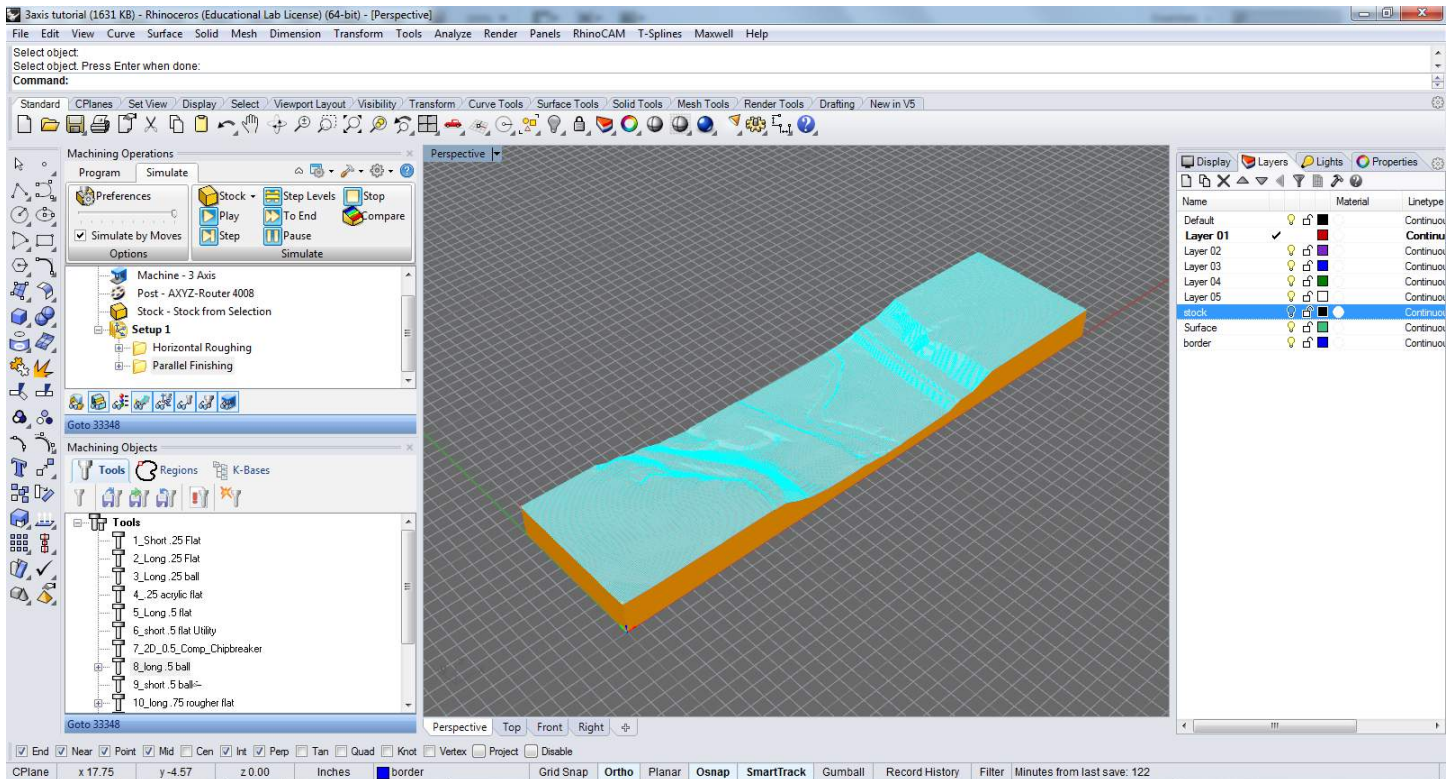 3axis tutorial (1631 KB) - Rhinoceros (Educational Lab License) (64-bit) - [Perspective]
File Edit View Curve Surface Solid Mesh Dimension Transform Tools Analyze Render Panels RhinoCAM T-Splines Maxwell Help
Select object:
Select object. Press Enter when done:
Command:
Standard CPlanes Set View Display Select Viewport Layout Visibility Transform Curve Tools Surface Tools Solid Tools Mesh Tools Render Tools Drafting New in V5
Machining Operations
Program Simulate
Preferences Stock Step Levels Stop
Play To End Compare
Simulate by Moves Step Pause
Options Simulate
Machine - 3 Axis
Post - AXYZ-Router 4008
Stock - Stock from Selection
Setup 1
Horizontal Roughing
Parallel Finishing
Goto 33348
Machining Objects
Tools Regions K-Bases
Tools
1_Short .25 Flat
2_Long .25 Flat
3_Long .25 ball
4_.25 acrylic flat
5_Long .5 flat
6_short .5 flat Utility
7_2D_0.5_Comp_Chipbreaker
8_long .5 ball
9_short .5 ball
10_long .75 rougher flat
Goto 33348
Perspective
Perspective Top Front Right
Display Layers Lights Properties
Name Material Linetype
Default Continuou
Layer 01 Continu
Layer 02 Continuou
Layer 03 Continuou
Layer 04 Continuou
Layer 05 Continuou
stock Continuou
Surface Continuou
border Continuou
End Near Point Mid Cen Int Perp Tan Quad Knot Vertex Project Disable
CPlane x 17.75 y -4.57 z 0.00 Inches border Grid Snap Ortho Planar Osnap SmartTrack Gumball Record History Filter Minutes from last save: 122